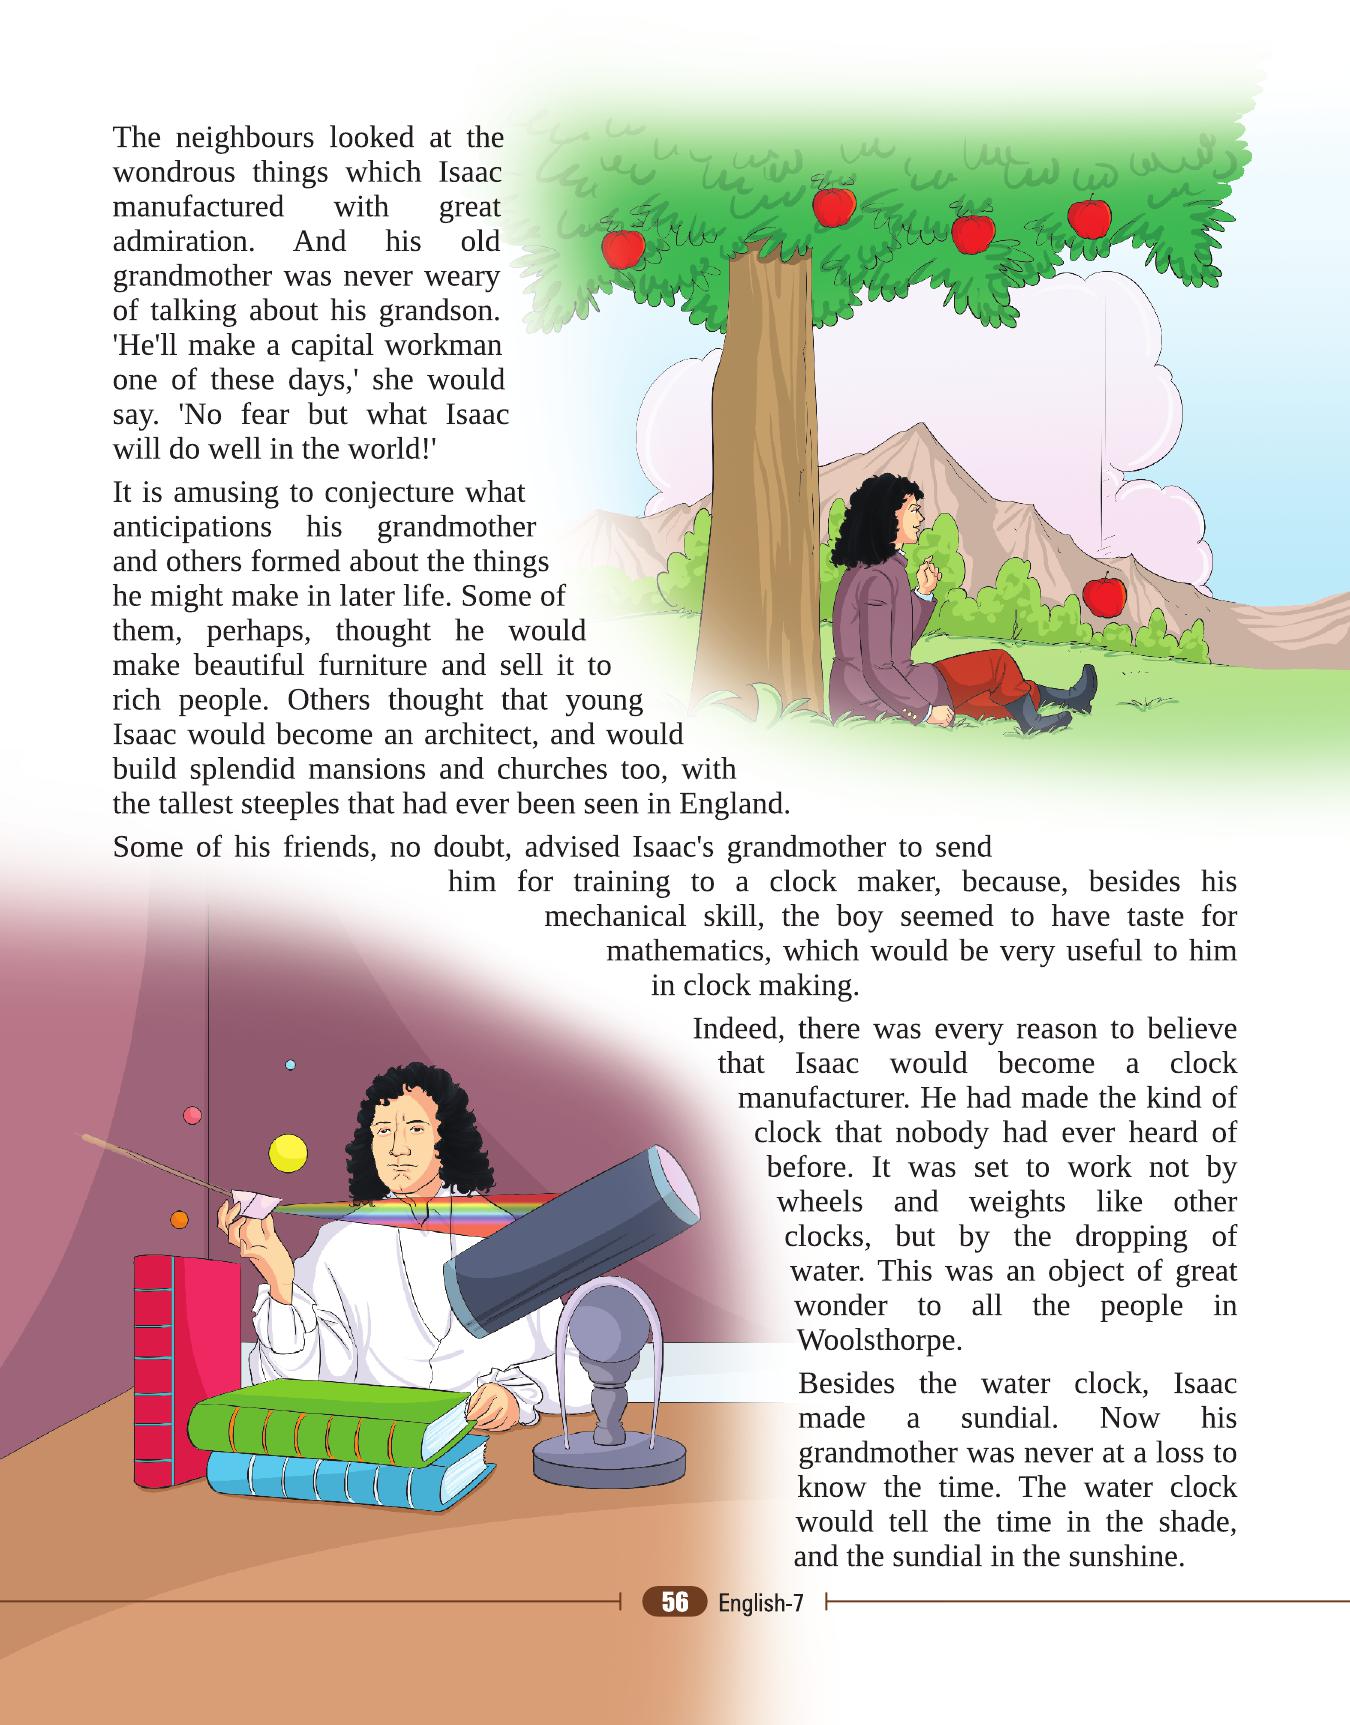 The neighbours looked at the
wondrous things which Isaac
manufactured with great
admiration. And his old
grandmother was never weary
of talking about his grandson.
'He'll make a capital workman
one of these days,' she would
say. 'No fear but what Isaac
will do well in the world!'
It is amusing to conjecture what
anticipations his grandmother
and others formed about the things
he might make in later life. Some of
them, perhaps, thought he would
make beautiful furniture and sell it to
rich people. Others thought that young
Isaac would become an architect, and would
build splendid mansions and churches too, with
the tallest steeples that had ever been seen in England.
Some of his friends, no doubt, advised Isaac's grandmother to send
him for training to a clock maker, because, besides his
mechanical skill, the boy seemed to have taste for
mathematics, which would be very useful to him
in clock making.
Indeed, there was every reason to believe
that Isaac would become a clock
manufacturer. He had made the kind of
clock that nobody had ever heard of
before. It was set to work not by
wheels and weights like other
clocks, but by the dropping of
water. This was an object of great
wonder to all the people in
Woolsthorpe.
Besides the water clock, Isaac
made a sundial. Now his
grandmother was never at a loss to
know the time. The water clock
would tell the time in the shade,
and the sundial in the sunshine.
56 English-7